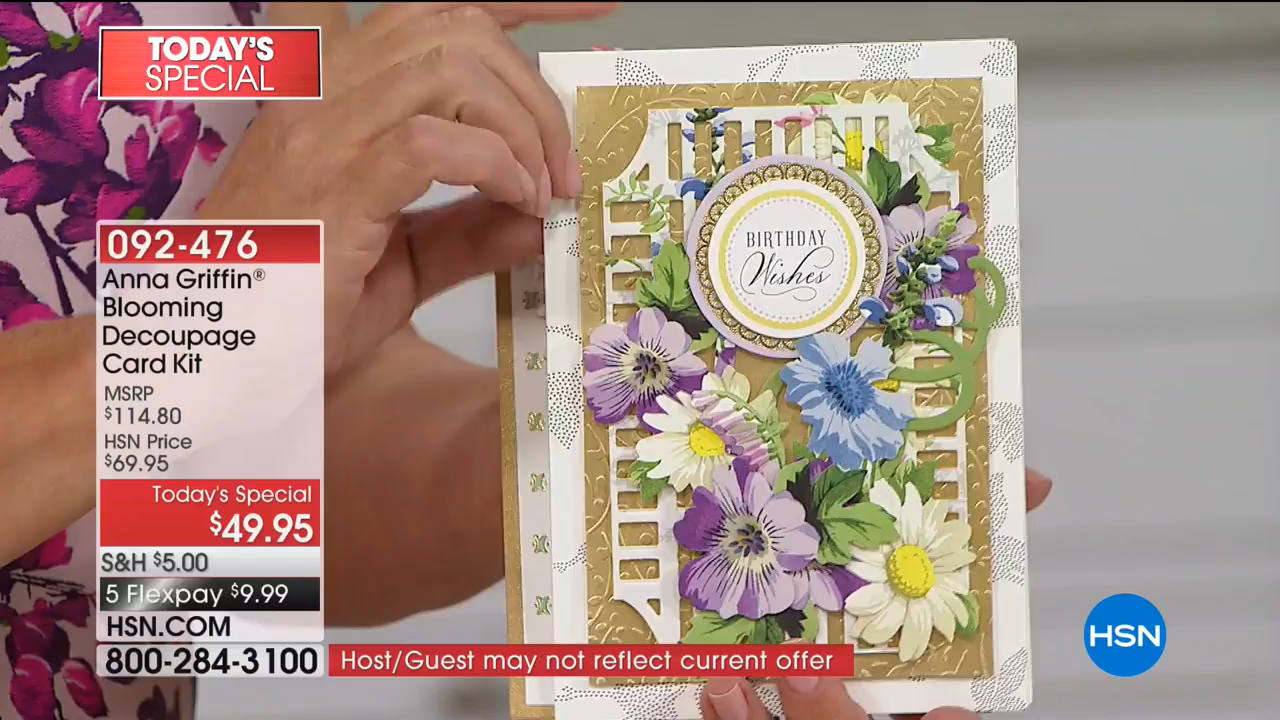 TODAY'S
SPECIAL
092-476
Anna Griffin®
Blooming
Decoupage
Card Kit
MSRP
$114.80
HSN Price
$69.95
Today's Special
$49.95
S&H $5.00
5 Flexpay $9.99
HSN.COM
800-284-3100
Host/Guest may not reflect current offer
BIRTHDAY
Wishes
HSN